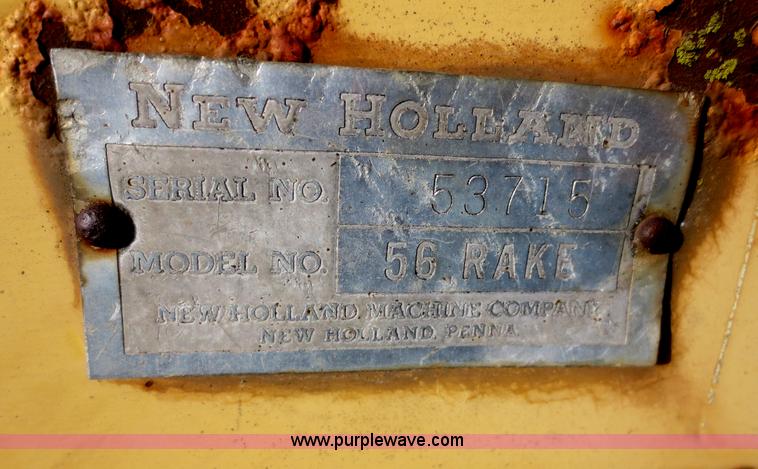 NEW HOLLAND
SERIAL NO. 53715
MODEL NO. 56 RAKE
NEW HOLLAND MACHINE COMPANY
NEW HOLLAND, PENNA.
www.purplewave.com